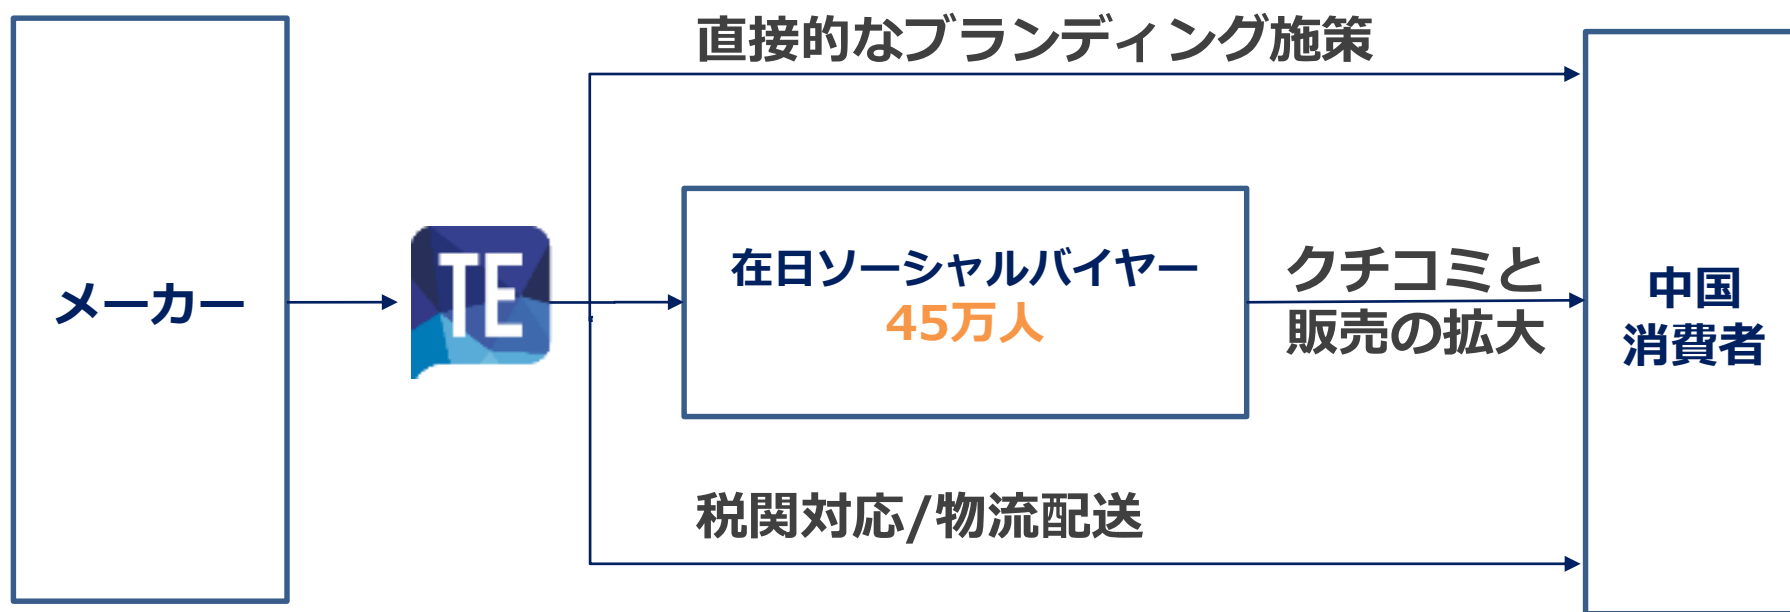 直接的なブランディング施策
メーカー
TE
在日ソーシャルバイヤー
45万人
クチコミと
販売の拡大
中国
消費者
税関対応/物流配送